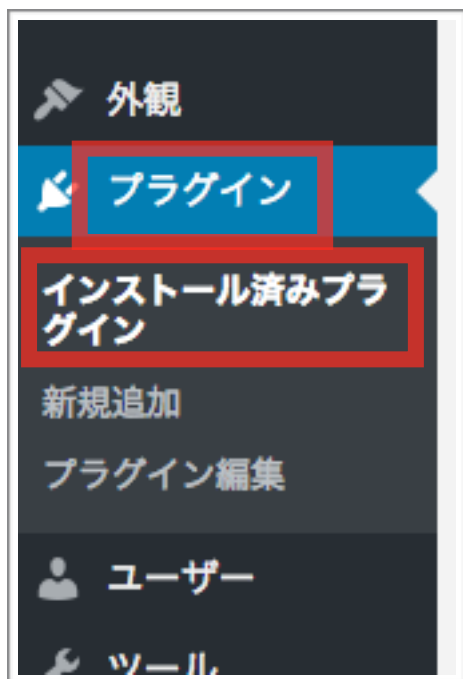 外観
プラグイン
インストール済みプラ
グイン
新規追加
プラグイン編集
ユーザー
ツール